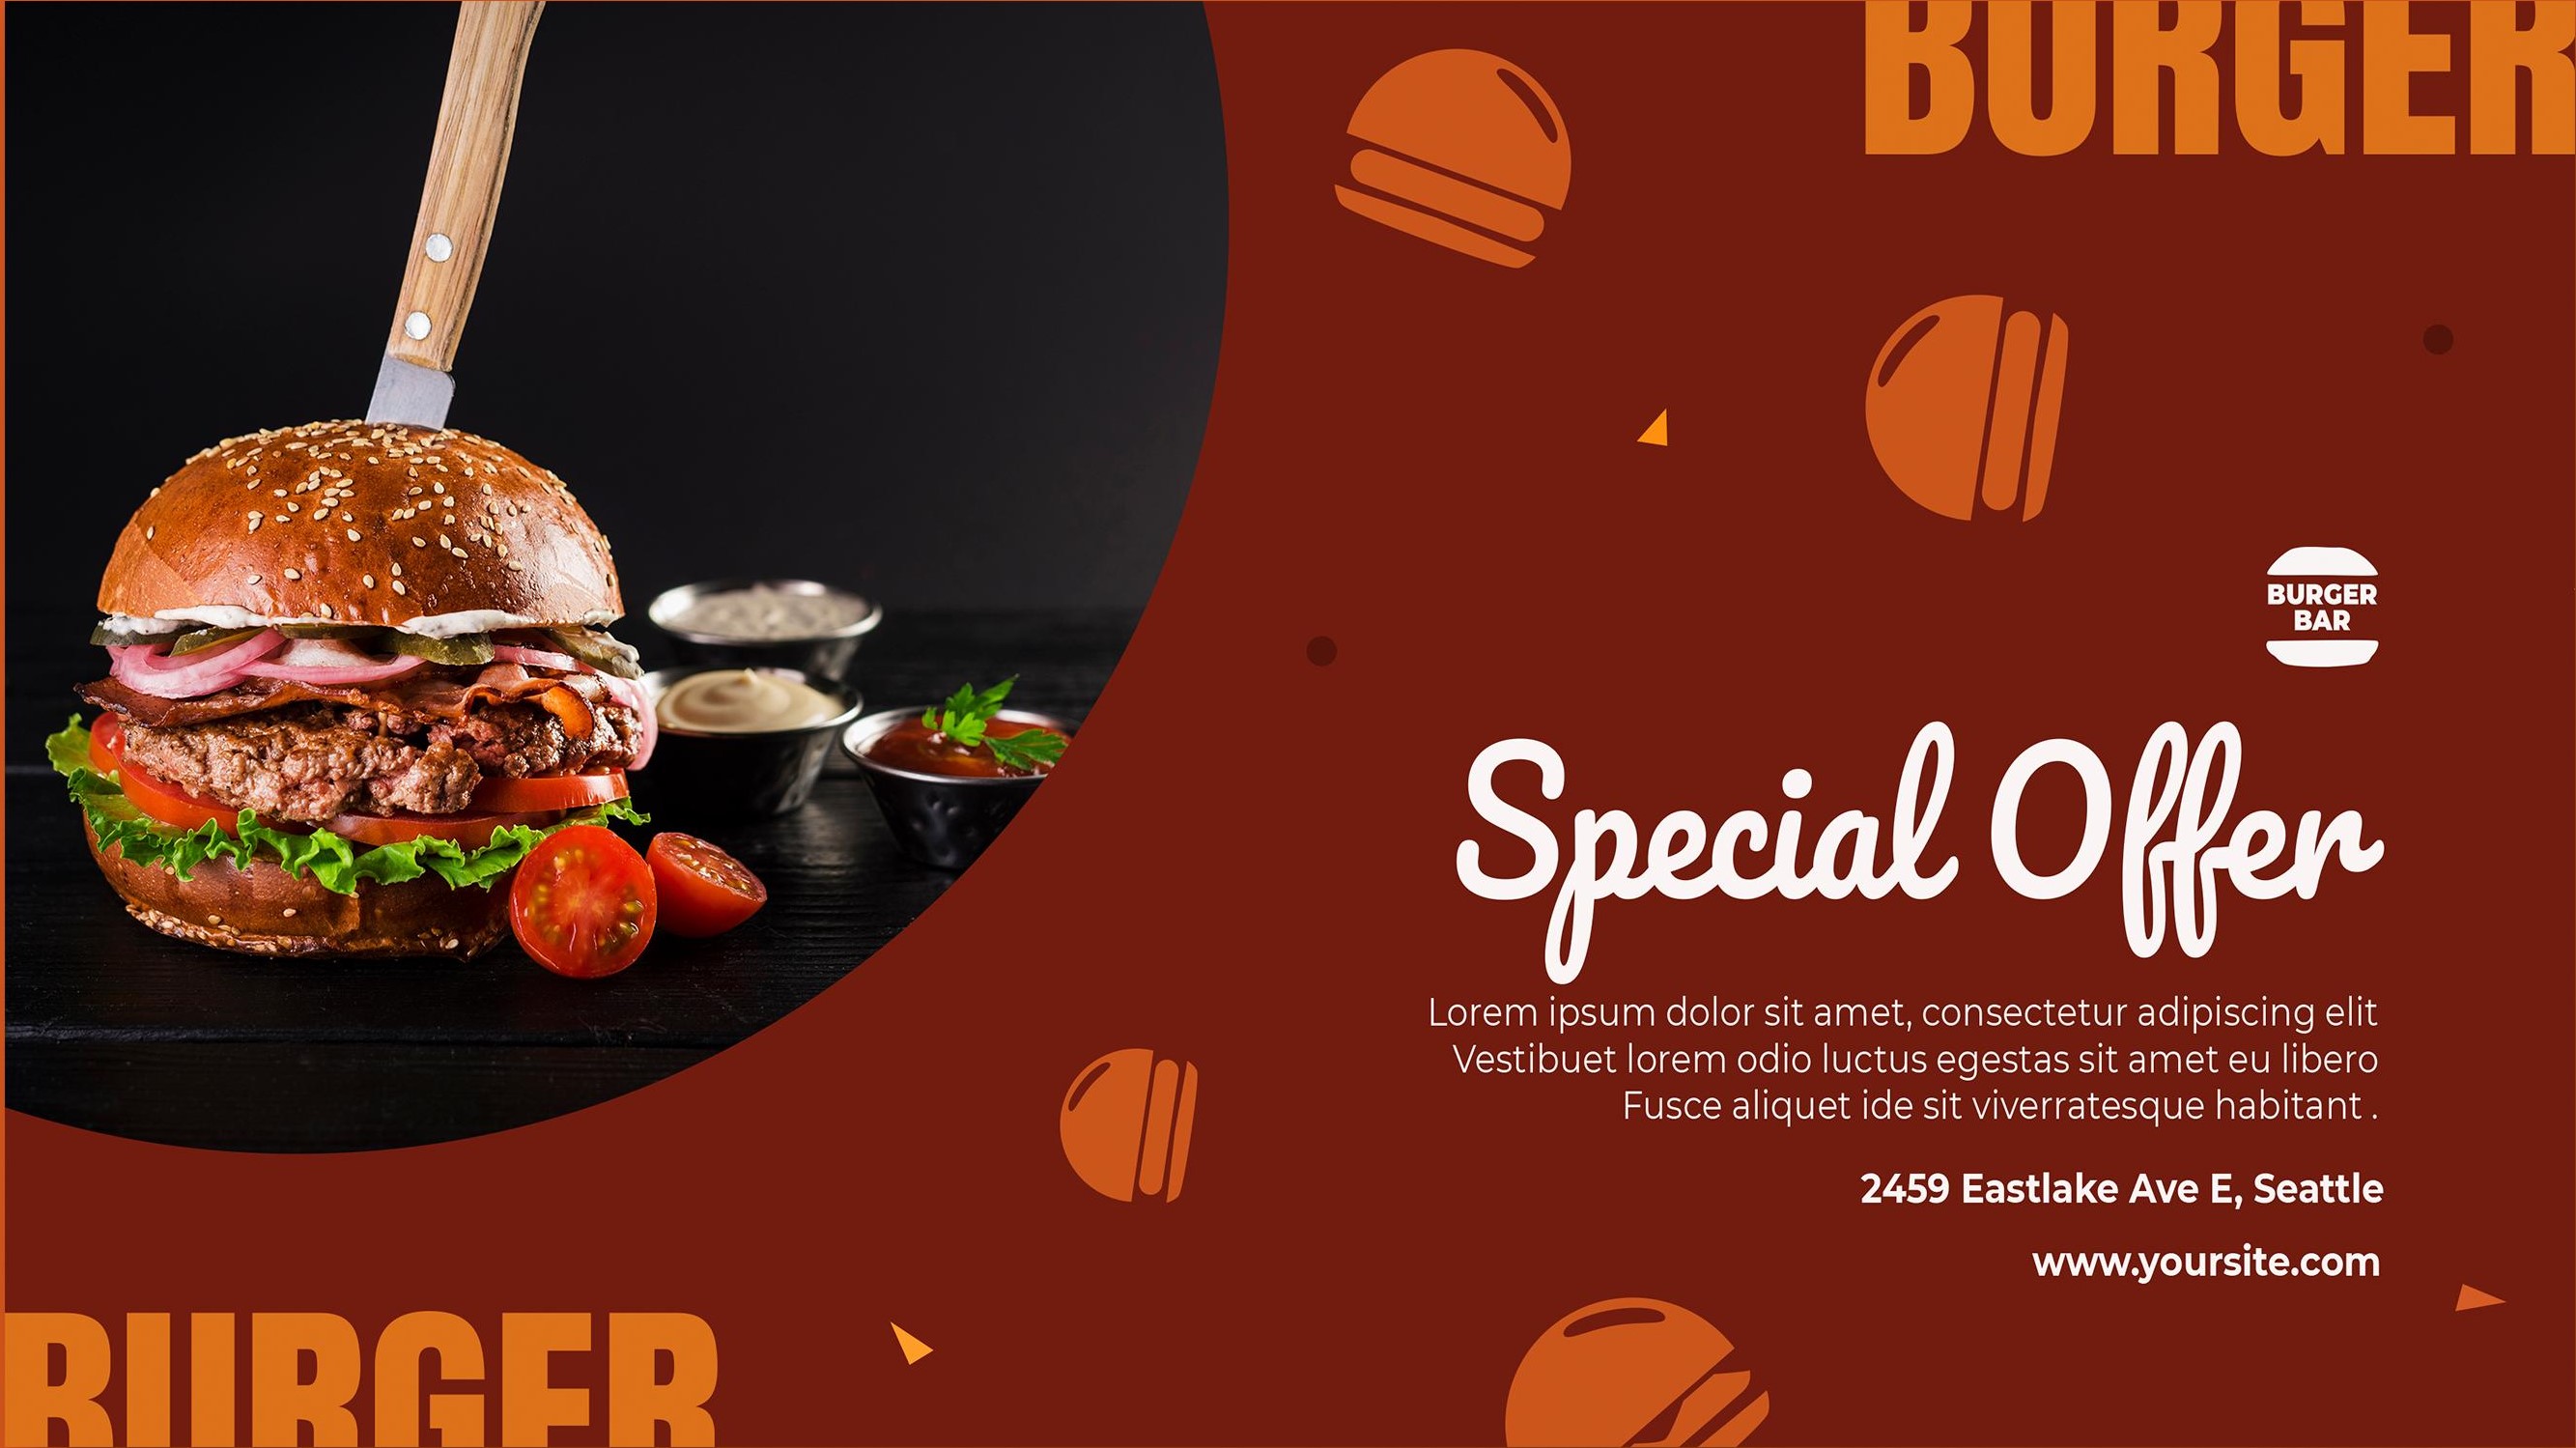 BURGER
BURGER
BAR
Special Offer
Lorem ipsum dolor sit amet, consectetur adipiscing elit
Vestibuet lorem odio luctus egestas sit amet eu libero
Fusce aliquet ide sit viverratesque habitant .
2459 Eastlake Ave E, Seattle
www.yoursite.com
BURGER